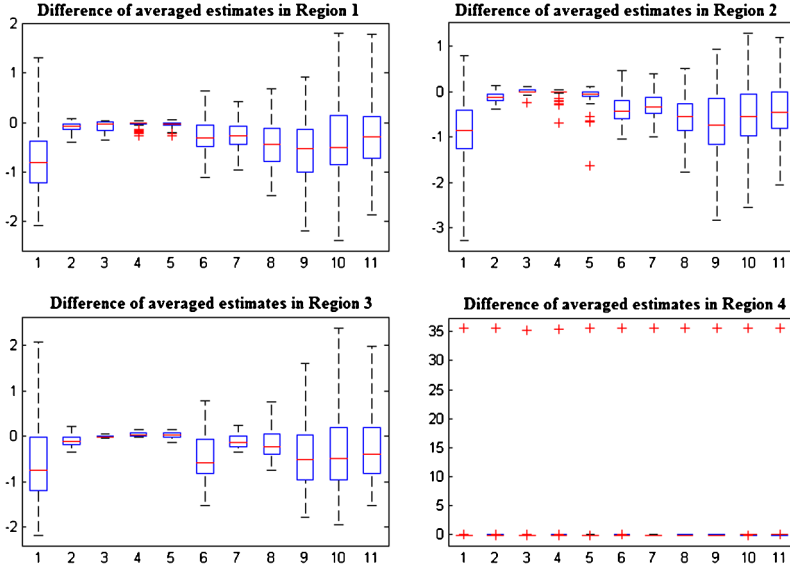 Difference of averaged estimates in Region 1
2
1
0
-1
-2
1 2 3 4 5 6 7 8 9 10 11
Difference of averaged estimates in Region 2
1
0
-1
-2
-3
1 2 3 4 5 6 7 8 9 10 11
Difference of averaged estimates in Region 3
2
1
0
-1
-2
1 2 3 4 5 6 7 8 9 10 11
Difference of averaged estimates in Region 4
35
30
25
20
15
10
5
0
1 2 3 4 5 6 7 8 9 10 11